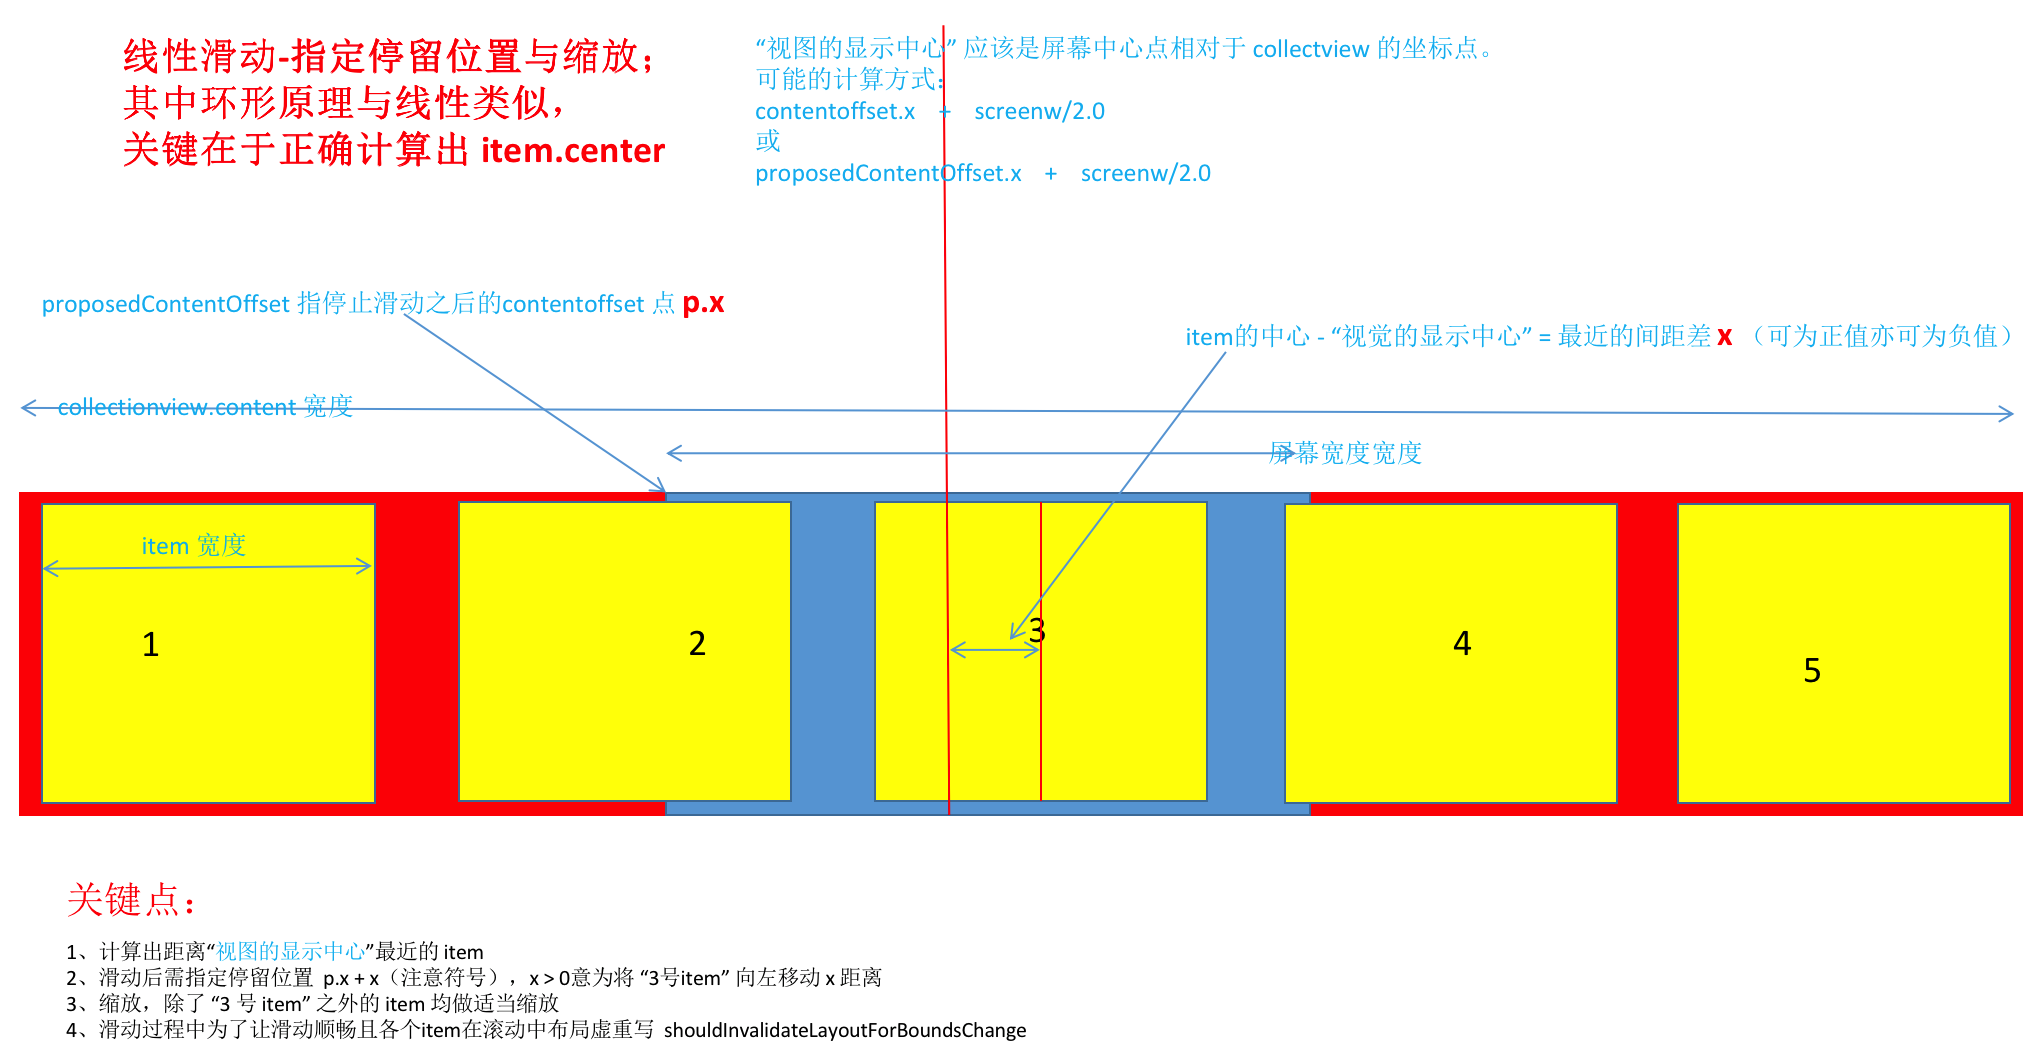 线性滑动-指定停留位置与缩放；
其中环形原理与线性类似，
关键在于正确计算出 item.center
“视图的显示中心” 应该是屏幕中心点相对于 collectview 的坐标点。
可能的计算方式：
contentoffset.x + screenw/2.0
或
proposedContentOffset.x + screenw/2.0
proposedContentOffset 指停止滑动之后的contentoffset 点 p.x
item的中心 - “视觉的显示中心” = 最近的间距差 x （可为正值亦可为负值）
collectionview.content 宽度
屏幕宽度宽度
item 宽度
1
2
3
4
5
关键点：
1、计算出距离“视图的显示中心”最近的 item
2、滑动后需指定停留位置 p.x + x（注意符号），x > 0意为将 “3号item” 向左移动 x 距离
3、缩放，除了 “3 号 item” 之外的 item 均做适当缩放
4、滑动过程中为了让滑动顺畅且各个item在滚动中布局虚重写 shouldInvalidateLayoutForBoundsChange